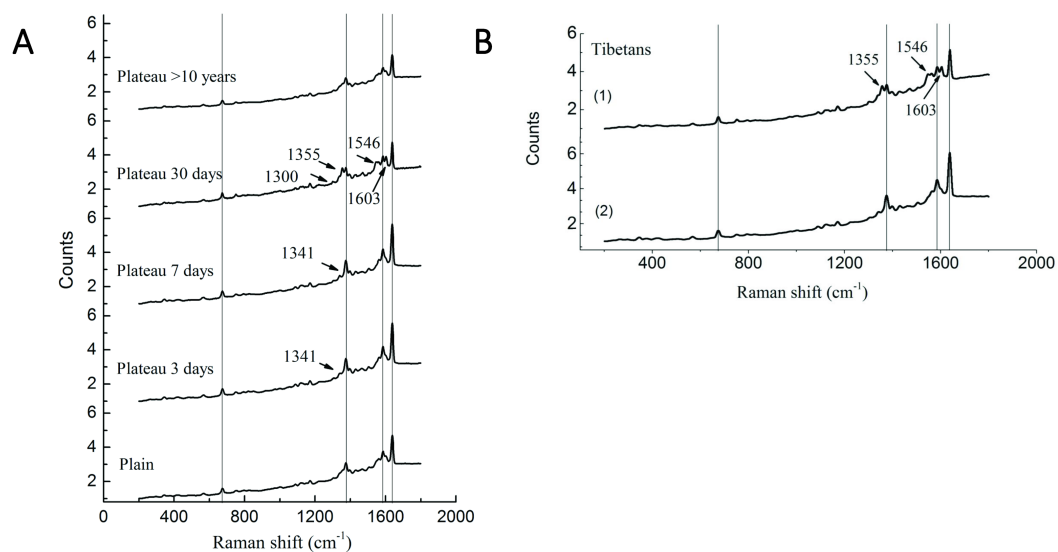 A
6
4
2
Plateau >10 years
6
4
2
Plateau 30 days
1300
1355
1546
1603
6
4
2
Plateau 7 days
1341
6
4
2
Plateau 3 days
1341
6
4
2
Plain
Counts
0 400 800 1200 1600 2000
Raman shift (cm-1)
B
6
4
2
Tibetans
(1)
1355
1546
1603
6
4
2
(2)
Counts
400 800 1200 1600 2000
Raman shift (cm-1)